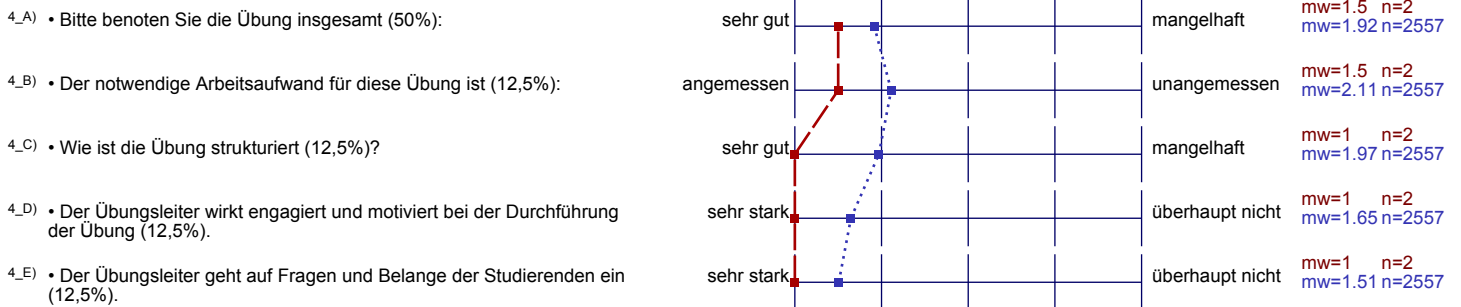 4_A) • Bitte benoten Sie die Übung insgesamt (50%): sehr gut mangelhaft mw=1.5 n=2
mw=1.92 n=2557
4_B) • Der notwendige Arbeitsaufwand für diese Übung ist (12,5%): angemessen unangemessen mw=1.5 n=2
mw=2.11 n=2557
4_C) • Wie ist die Übung strukturiert (12,5%)? sehr gut mangelhaft mw=1 n=2
mw=1.97 n=2557
4_D) • Der Übungsleiter wirkt engagiert und motiviert bei der Durchführung
der Übung (12,5%). sehr stark überhaupt nicht mw=1 n=2
mw=1.65 n=2557
4_E) • Der Übungsleiter geht auf Fragen und Belange der Studierenden ein
(12,5%). sehr stark überhaupt nicht mw=1 n=2
mw=1.51 n=2557